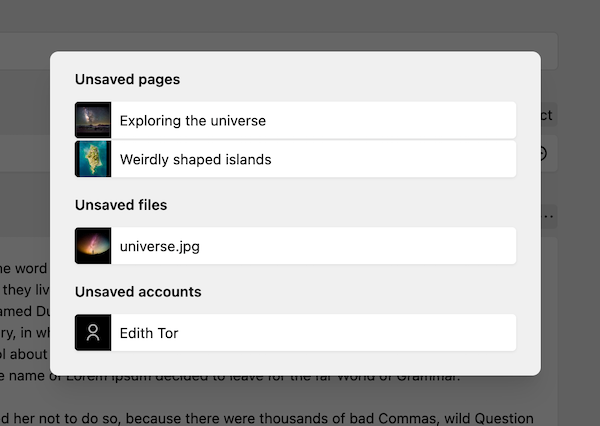 Unsaved pages
Exploring the universe
Weirdly shaped islands
Unsaved files
universe.jpg
Unsaved accounts
Edith Tor
ct
...
ne word
they liv
amed Du
ry, in wh
ol about
e name of Lorem Ipsum decided to leave for the far World of Grammar.
d her not to do so, because there were thousands of bad Commas, wild Question